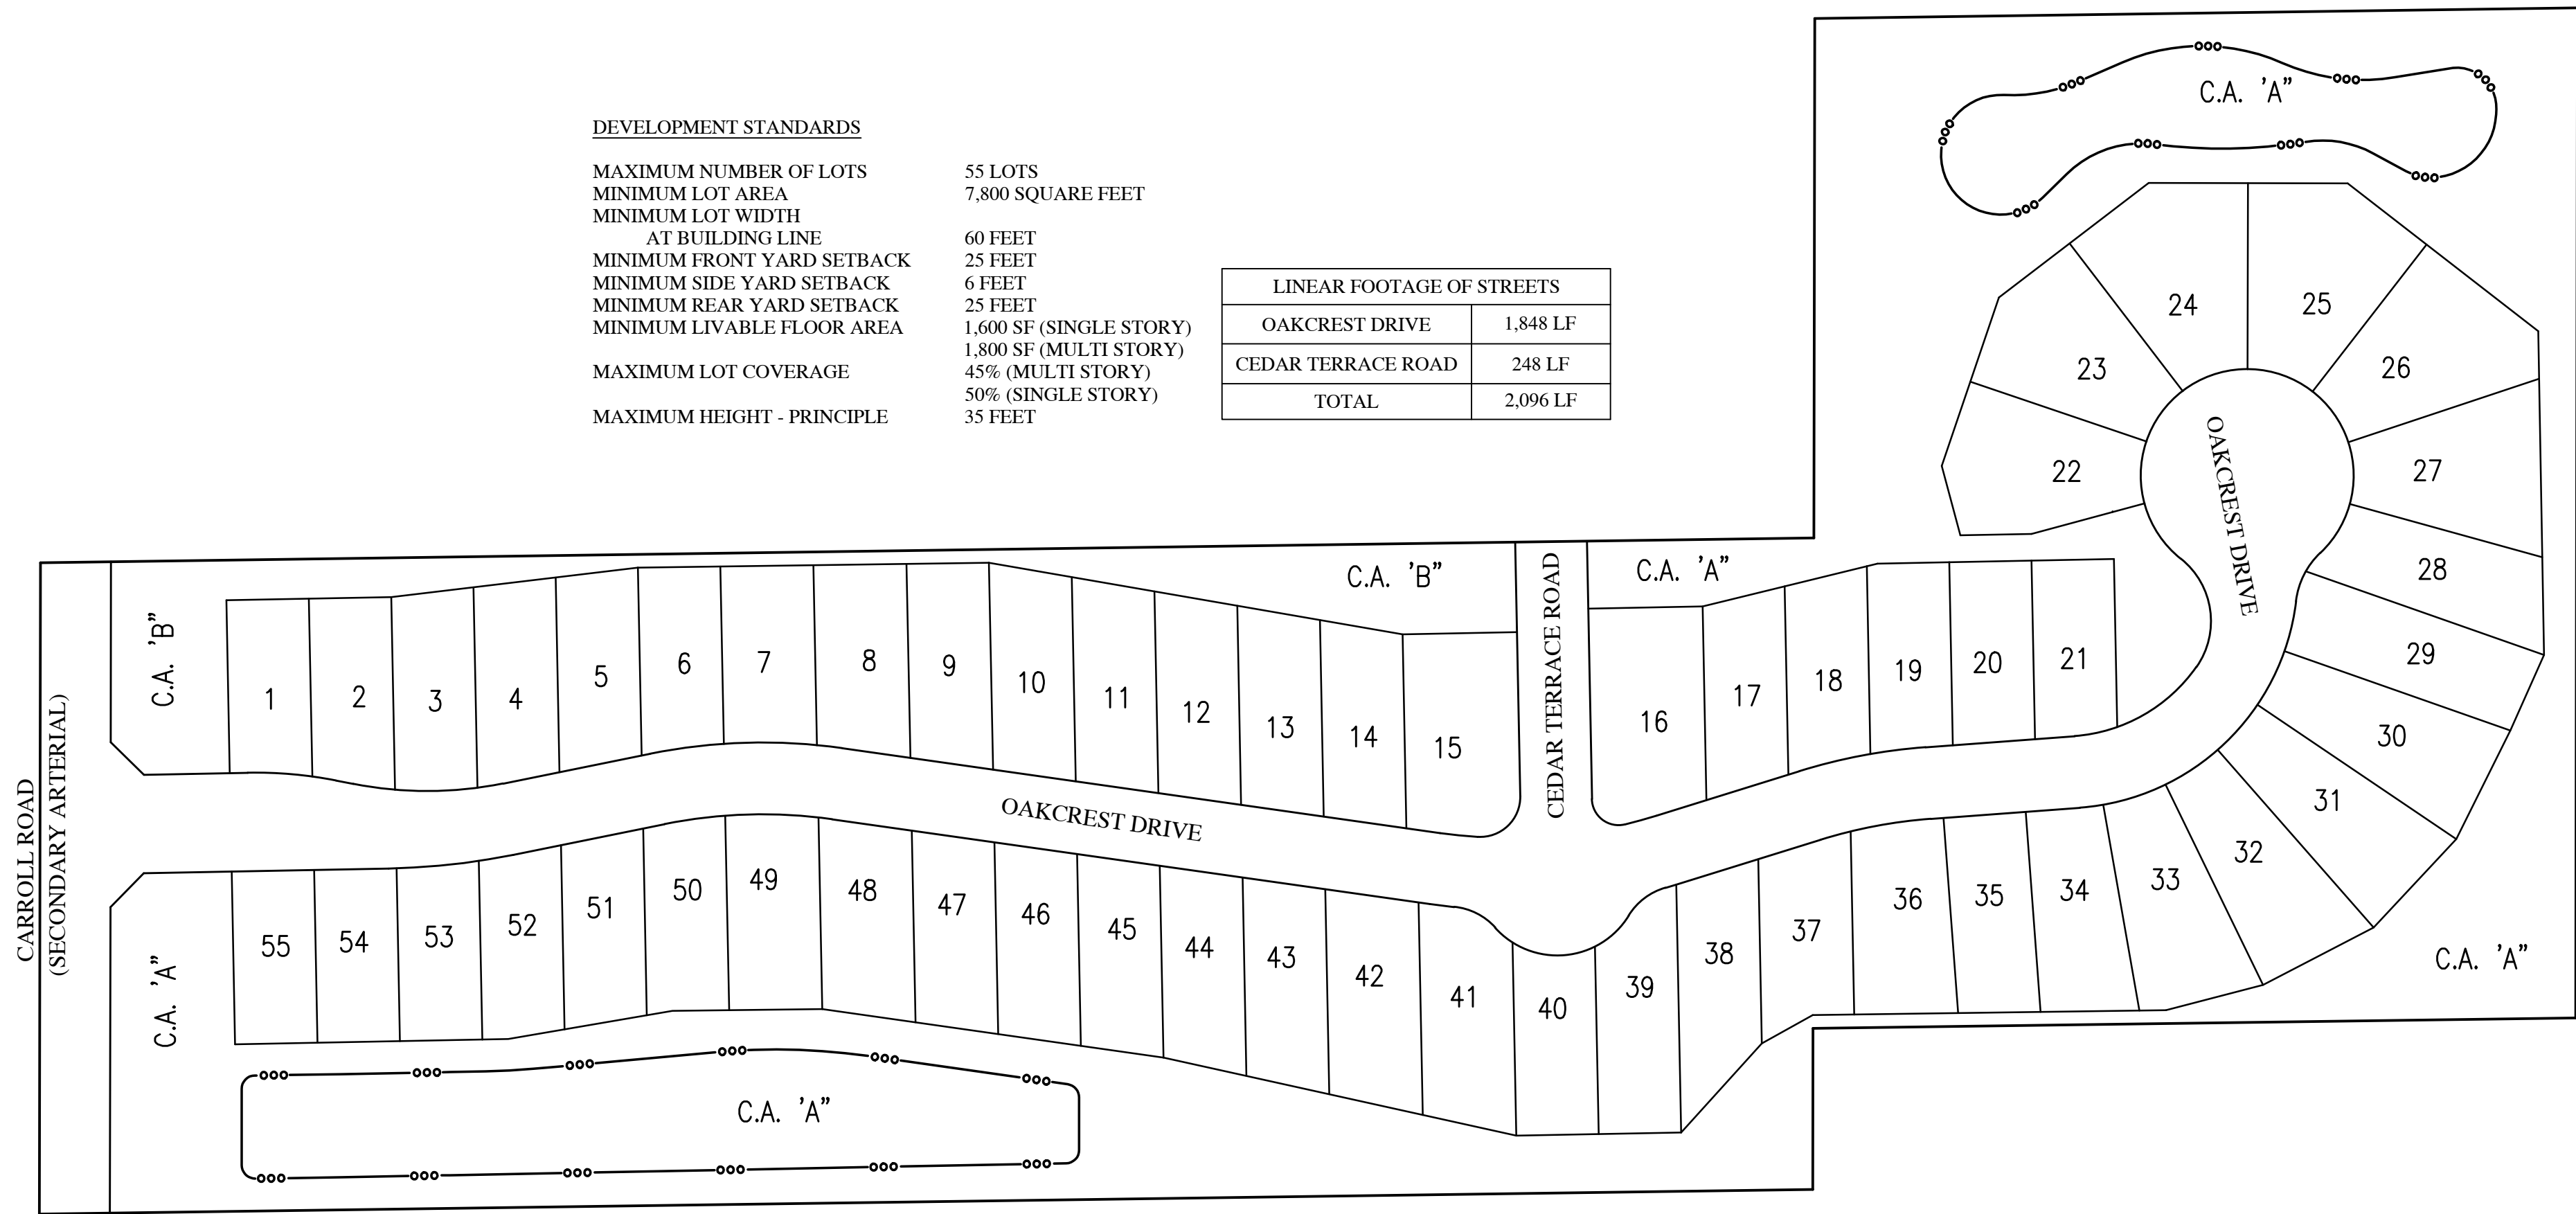 DEVELOPMENT STANDARDS
MAXIMUM NUMBER OF LOTS 55 LOTS
MINIMUM LOT AREA 7,800 SQUARE FEET
MINIMUM LOT WIDTH
AT BUILDING LINE 60 FEET
MINIMUM FRONT YARD SETBACK 25 FEET
MINIMUM SIDE YARD SETBACK 6 FEET
MINIMUM REAR YARD SETBACK 25 FEET
MINIMUM LIVABLE FLOOR AREA 1,600 SF (SINGLE STORY)
1,800 SF (MULTI STORY)
MAXIMUM LOT COVERAGE 45% (MULTI STORY)
50% (SINGLE STORY)
MAXIMUM HEIGHT - PRINCIPLE 35 FEET
LINEAR FOOTAGE OF STREETS
OAKCREST DRIVE 1,848 LF
CEDAR TERRACE ROAD 248 LF
TOTAL 2,096 LF
C.A. 'A"
24
25
23
26
22
27
28
29
30
31
32
33
OAKCREST DRIVE
C.A. 'B"
C.A. 'A"
CEDAR TERRACE ROAD
C.A. 'B"
1
2
3
4
5
6
7
8
9
10
11
12
13
14
15
16
17
18
19
20
21
CARROLL ROAD
(SECONDARY ARTERIAL)
OAKCREST DRIVE
C.A. 'A"
55
54
53
52
51
50
49
48
47
46
45
44
43
42
41
40
39
38
37
36
35
34
C.A. 'A"
C.A. 'A"